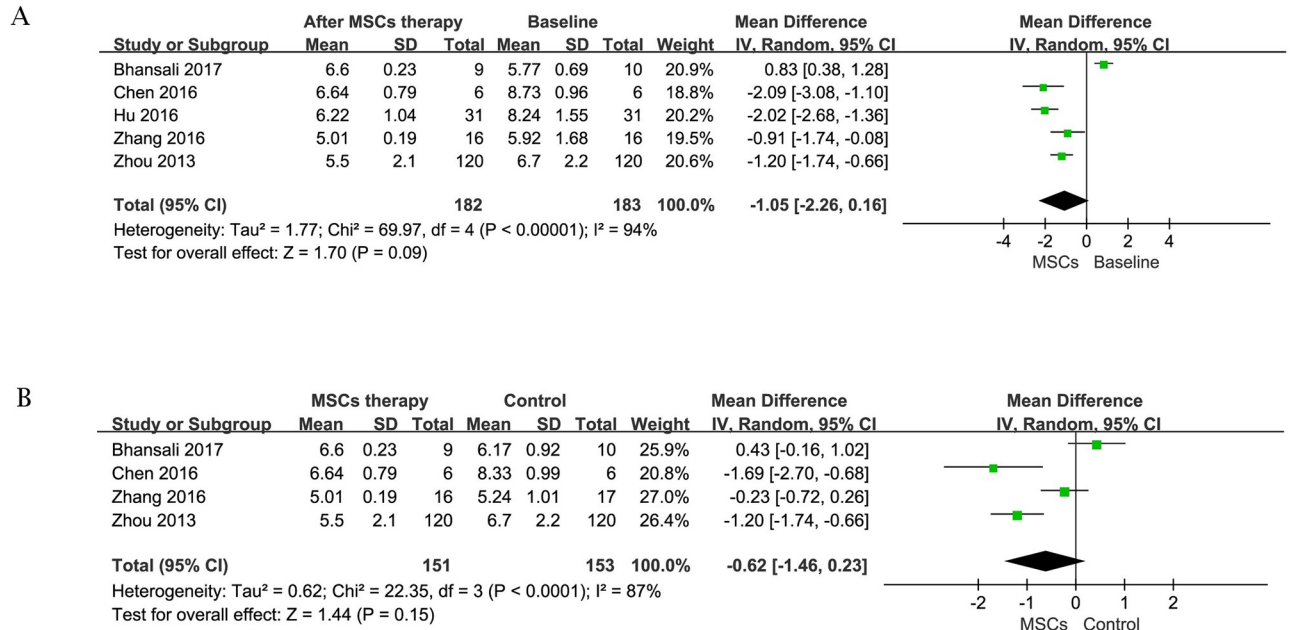 A
After MSCs therapy Baseline Mean Difference Mean Difference
Study or Subgroup Mean SD Total Mean SD Total Weight IV, Random, 95% CI IV, Random, 95% CI
Bhansali 2017 6.6 0.23 9 5.77 0.69 10 20.9% 0.83 [0.38, 1.28]
Chen 2016 6.64 0.79 6 8.73 0.96 6 18.8% -2.09 [-3.08, -1.10]
Hu 2016 6.22 1.04 31 8.24 1.55 31 20.2% -2.02 [-2.68, -1.36]
Zhang 2016 5.01 0.19 16 5.92 1.68 16 19.5% -0.91 [-1.74, -0.08]
Zhou 2013 5.5 2.1 120 6.7 2.2 120 20.6% -1.20 [-1.74, -0.66]
Total (95% CI) 182 183 100.0% -1.05 [-2.26, 0.16]
Heterogeneity: Tau² = 1.77; Chi² = 69.97, df = 4 (P < 0.00001); I² = 94%
Test for overall effect: Z = 1.70 (P = 0.09)
-4 -2 0 2 4
MSCs Baseline
B
MSCs therapy Control Mean Difference Mean Difference
Study or Subgroup Mean SD Total Mean SD Total Weight IV, Random, 95% CI IV, Random, 95% CI
Bhansali 2017 6.6 0.23 9 6.17 0.92 10 25.9% 0.43 [-0.16, 1.02]
Chen 2016 6.64 0.79 6 8.33 0.99 6 20.8% -1.69 [-2.70, -0.68]
Zhang 2016 5.01 0.19 16 5.24 1.01 17 27.0% -0.23 [-0.72, 0.26]
Zhou 2013 5.5 2.1 120 6.7 2.2 120 26.4% -1.20 [-1.74, -0.66]
Total (95% CI) 151 153 100.0% -0.62 [-1.46, 0.23]
Heterogeneity: Tau² = 0.62; Chi² = 22.35, df = 3 (P < 0.0001); I² = 87%
Test for overall effect: Z = 1.44 (P = 0.15)
-2 -1 0 1 2
MSCs Control